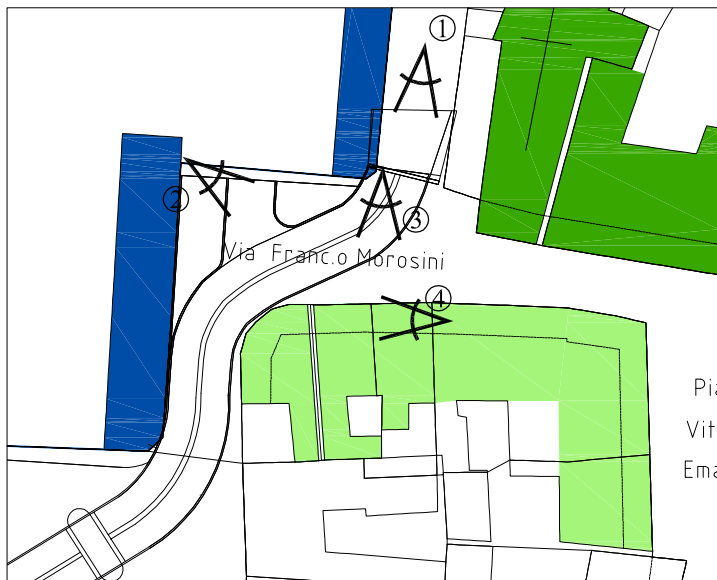 ①
②
③
Via Franc.o Morosini
④
Pia
Vit
Ema